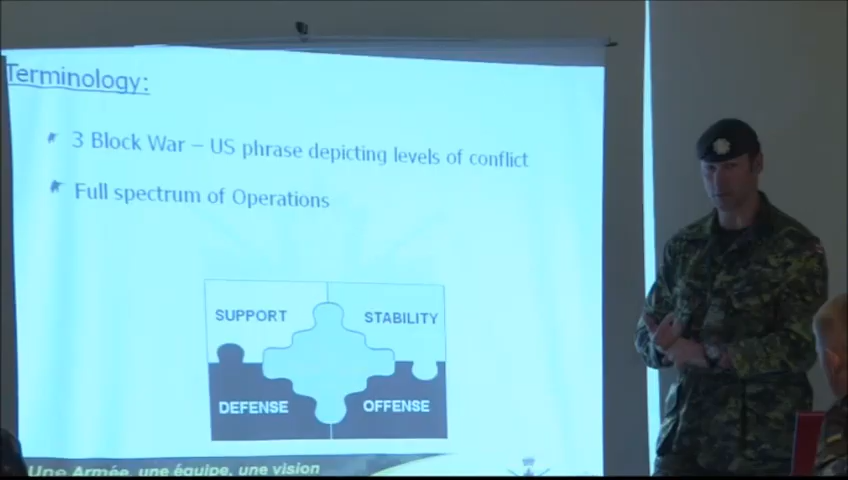 Terminology:
3 Block War – US phrase depicting levels of conflict
Full spectrum of Operations
SUPPORT
STABILITY
DEFENSE
OFFENSE
Une Armée, une équipe, une vision